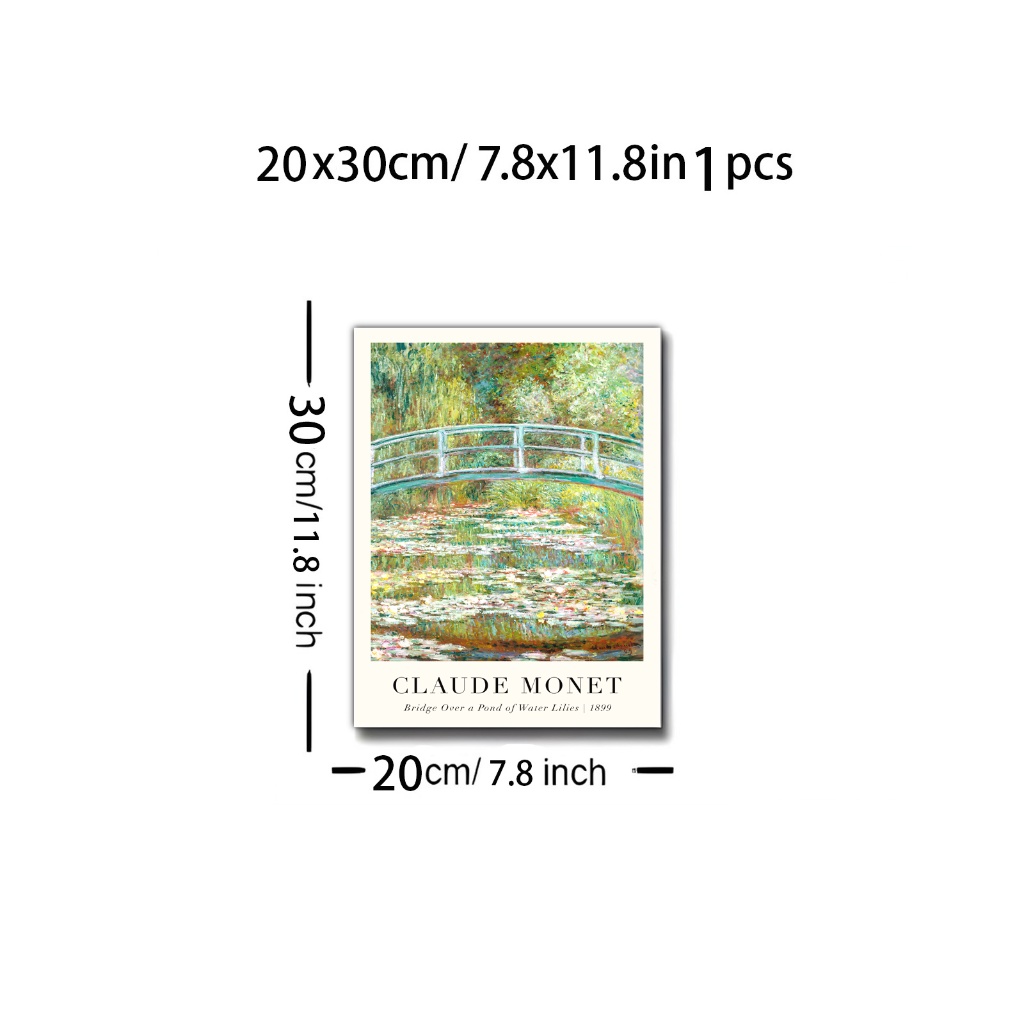 20x30cm/ 7.8x11.8in 1 pcs
30cm/11.8 inch
CLAUDE MONET
Bridge Over a Pond of Water Lilies | 1899
20cm/ 7.8 inch